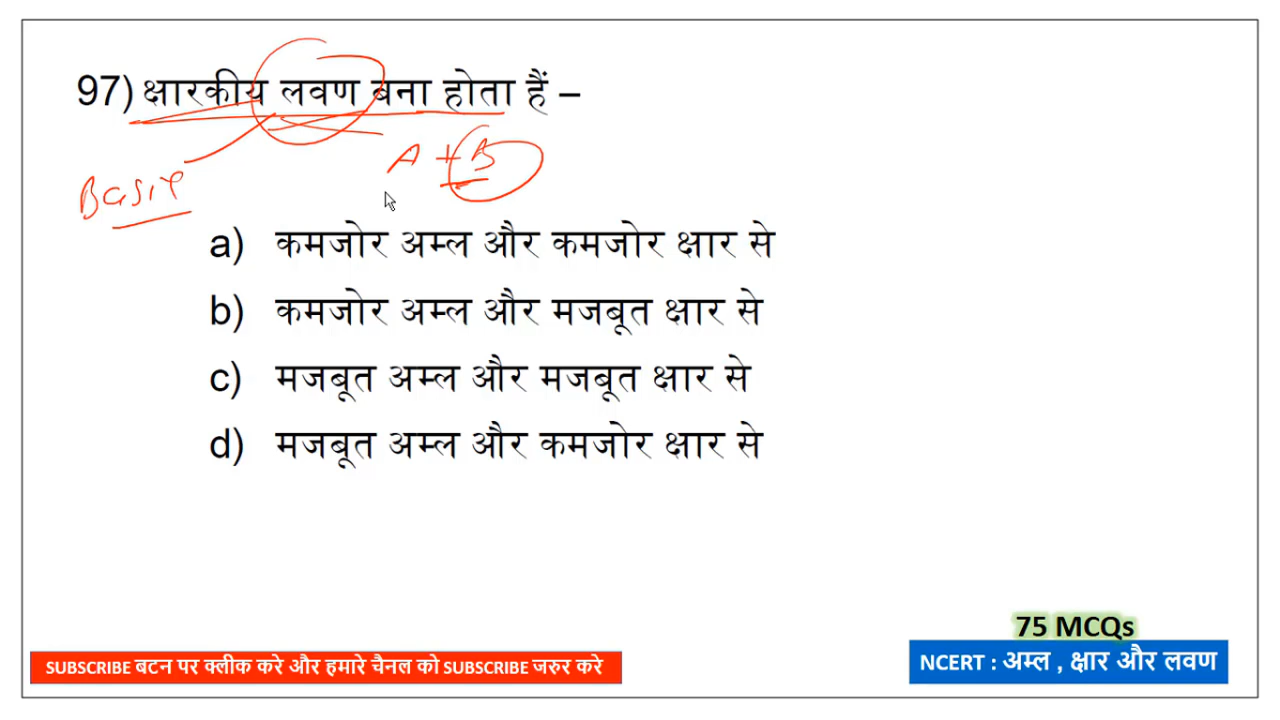 97) क्षारकीय लवण बना होता हैं –
A + B
Basic
a) कमजोर अम्ल और कमजोर क्षार से
b) कमजोर अम्ल और मजबूत क्षार से
c) मजबूत अम्ल और मजबूत क्षार से
d) मजबूत अम्ल और कमजोर क्षार से
75 MCQs
SUBSCRIBE बटन पर क्लीक करे और हमारे चैनल को SUBSCRIBE जरुर करे
NCERT : अम्ल , क्षार और लवण